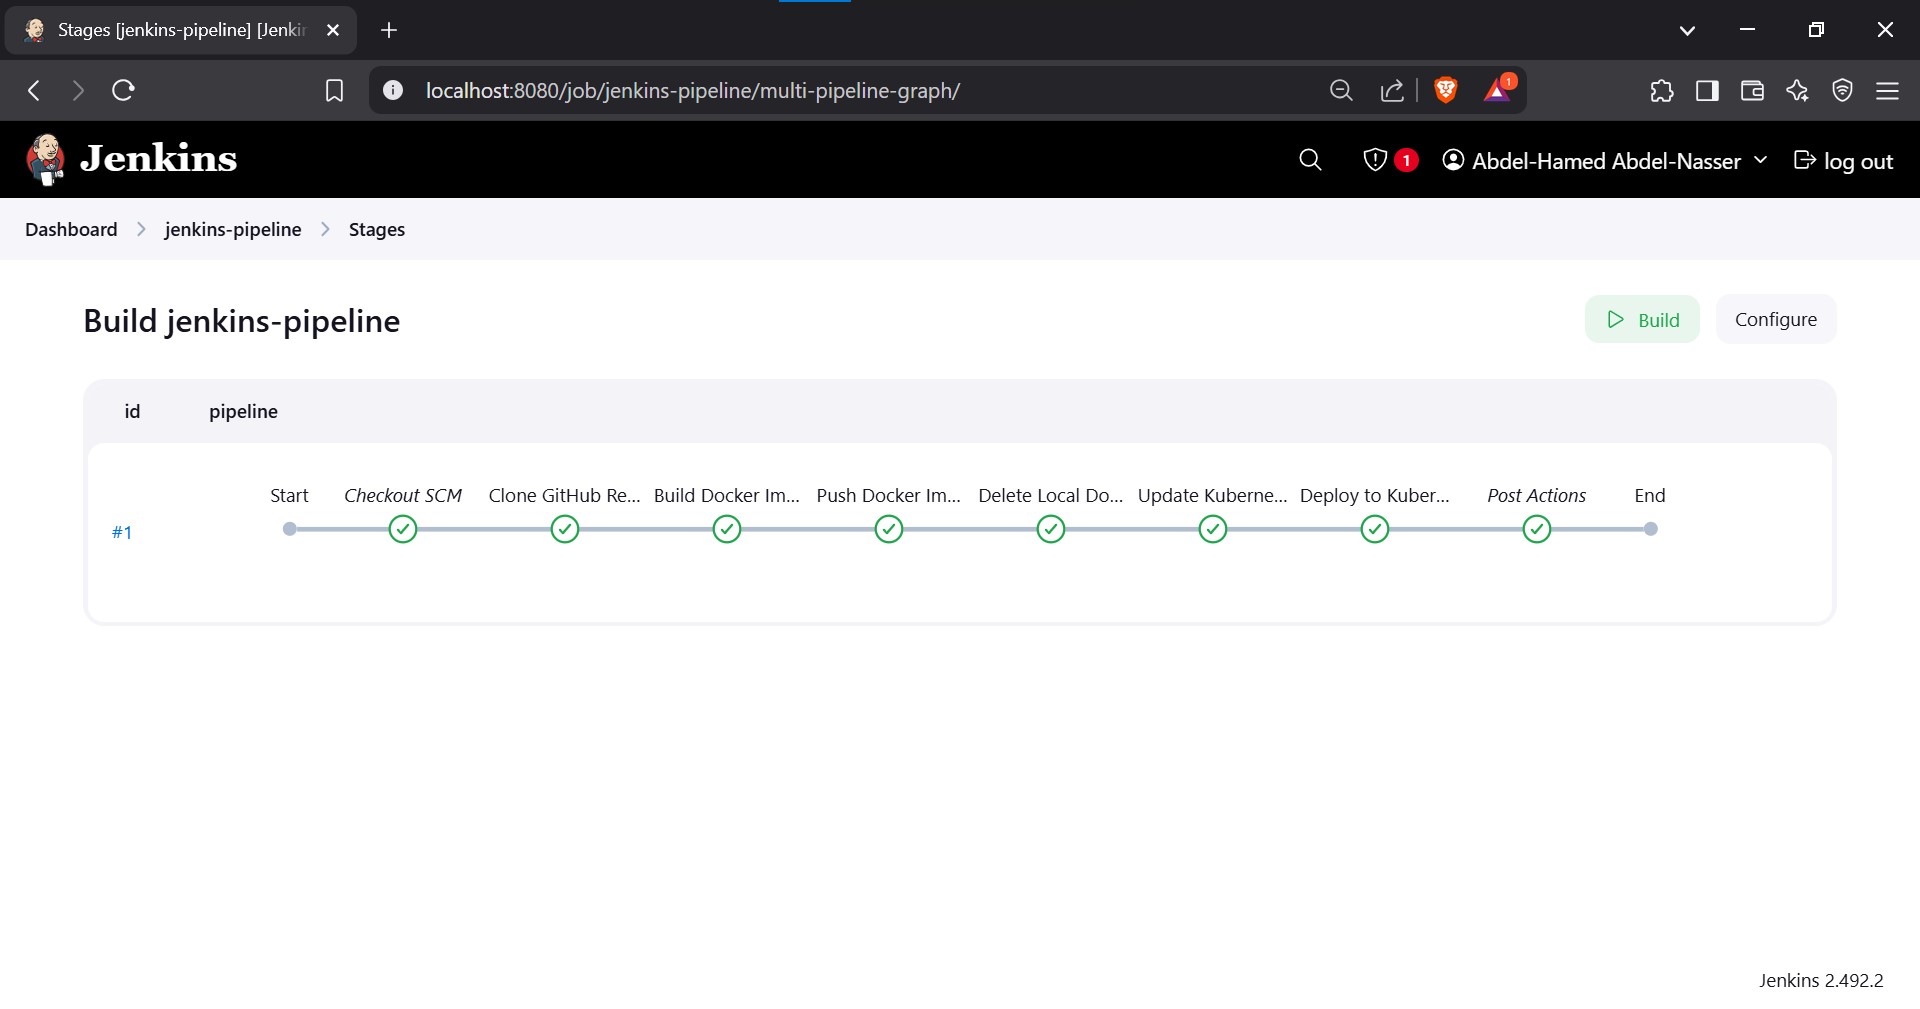 Stages [jenkins-pipeline] [Jenki
localhost:8080/job/jenkins-pipeline/multi-pipeline-graph/
1
Jenkins
1
Abdel-Hamed Abdel-Nasser
log out
Dashboard
jenkins-pipeline
Stages
Build jenkins-pipeline
Build
Configure
id
pipeline
Start
Checkout SCM
Clone GitHub Re...
Build Docker Im...
Push Docker Im...
Delete Local Do...
Update Kuberne...
Deploy to Kuber...
Post Actions
End
#1
Jenkins 2.492.2